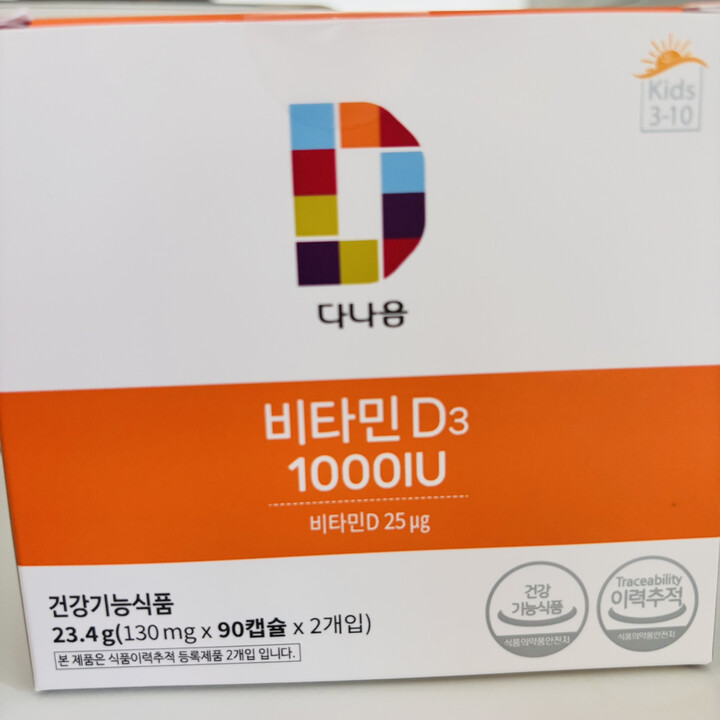 Kids
3-10
다나음
비타민 D3
1000IU
비타민D 25 µg
건강기능식품
23.4 g(130 mg x 90캡슐 x 2개입)
본 제품은 식품이력추적 등록제품 2개입 입니다.
건강
기능식품
식품의약품안전처
Traceability
이력추적
식품의약품안전처